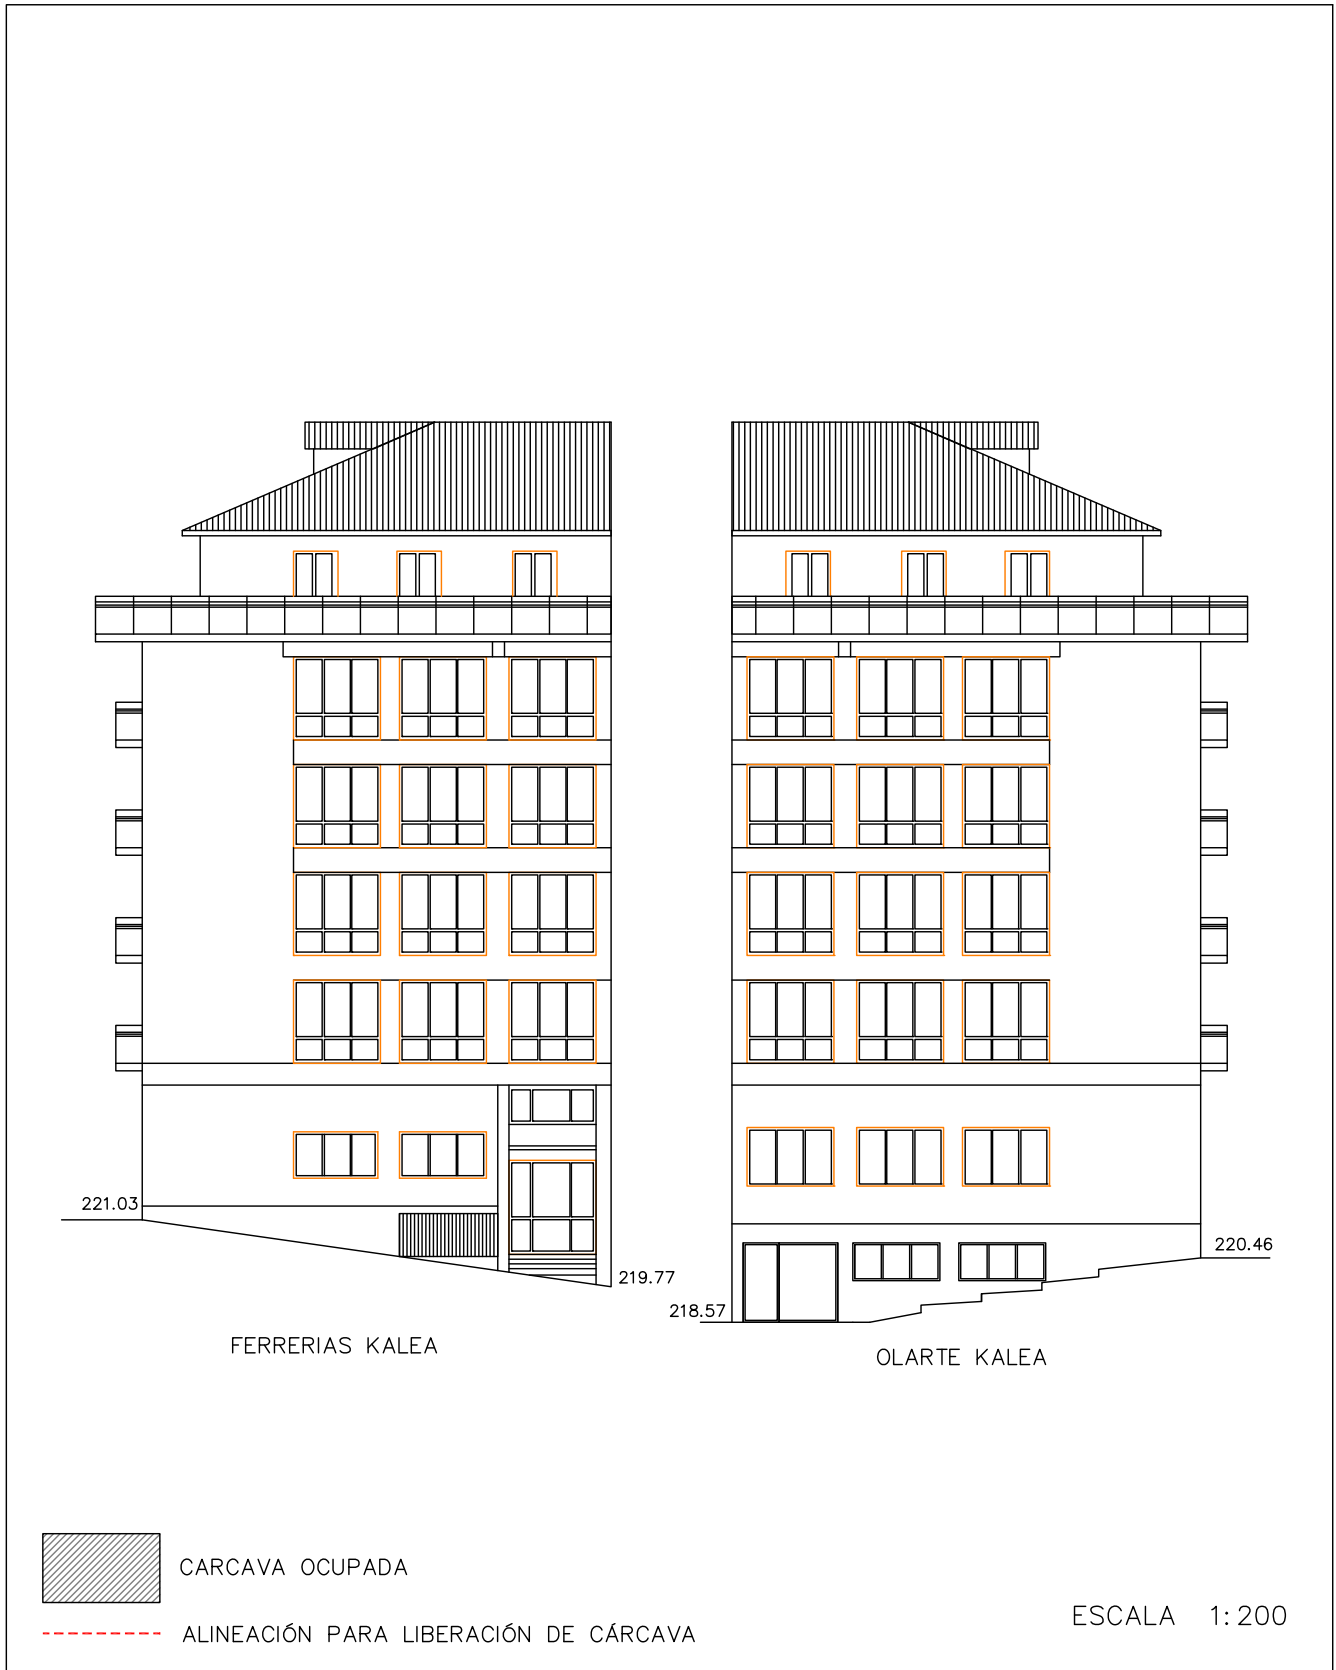 221.03
219.77
218.57
220.46
FERRERIAS KALEA
OLARTE KALEA
CARCAVA OCUPADA
ALINEACIÓN PARA LIBERACIÓN DE CÁRCAVA
ESCALA 1:200